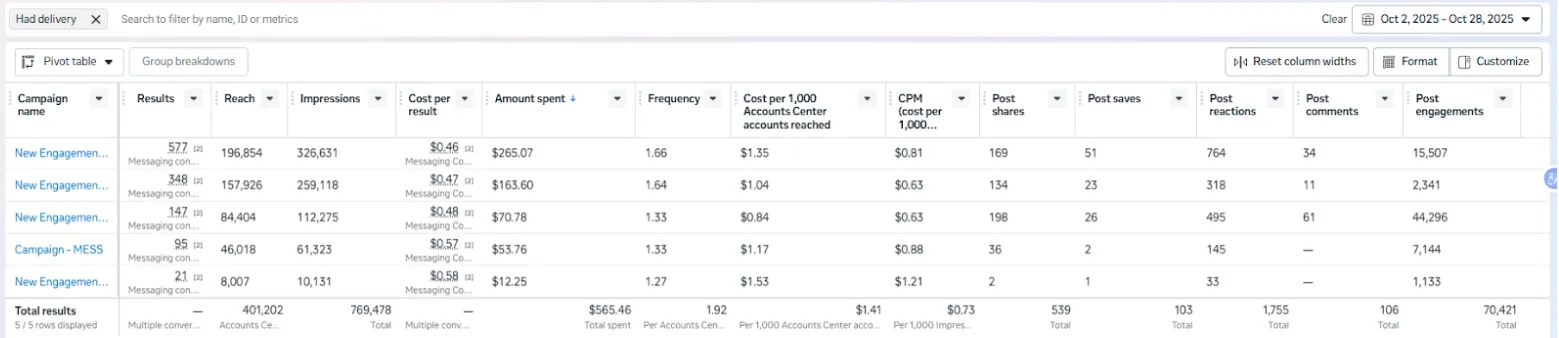 Had delivery × Search to filter by name, ID or metrics Clear Oct 2, 2025 – Oct 28, 2025
Pivot table Group breakdowns Reset column widths Format Customize
Campaign name Results Reach Impressions Cost per result Amount spent ↓ Frequency Cost per 1,000 Accounts Center accounts reached CPM (cost per 1,000... Post shares Post saves Post reactions Post comments Post engagements
New Engagemen... 577 [2] 196,854 326,631 $0.46 [2] $265.07 1.66 $1.35 $0.81 169 51 764 34 15,507
Messaging con... Messaging Co...
New Engagemen... 348 [2] 157,926 259,118 $0.47 [2] $163.60 1.64 $1.04 $0.63 134 23 318 11 2,341
Messaging con... Messaging Co...
New Engagemen... 147 [2] 84,404 112,275 $0.48 [2] $70.78 1.33 $0.84 $0.63 198 26 495 61 44,296
Messaging con... Messaging Co...
Campaign - MESS 95 [2] 46,018 61,323 $0.57 [2] $53.76 1.33 $1.17 $0.88 36 2 145 — 7,144
Messaging con... Messaging Co...
New Engagemen... 21 [2] 8,007 10,131 $0.58 [2] $12.25 1.27 $1.53 $1.21 2 1 33 — 1,133
Messaging con... Messaging Co...
Total results — 401,202 769,478 — $565.46 1.92 $1.41 $0.73 539 103 1,755 106 70,421
5 / 5 rows displayed Multiple conver... Accounts Ce... Total Multiple conv... Total spent Per Accounts Cen... Per 1,000 Accounts Center acco... Per 1,000 Impres... Total Total Total Total Total